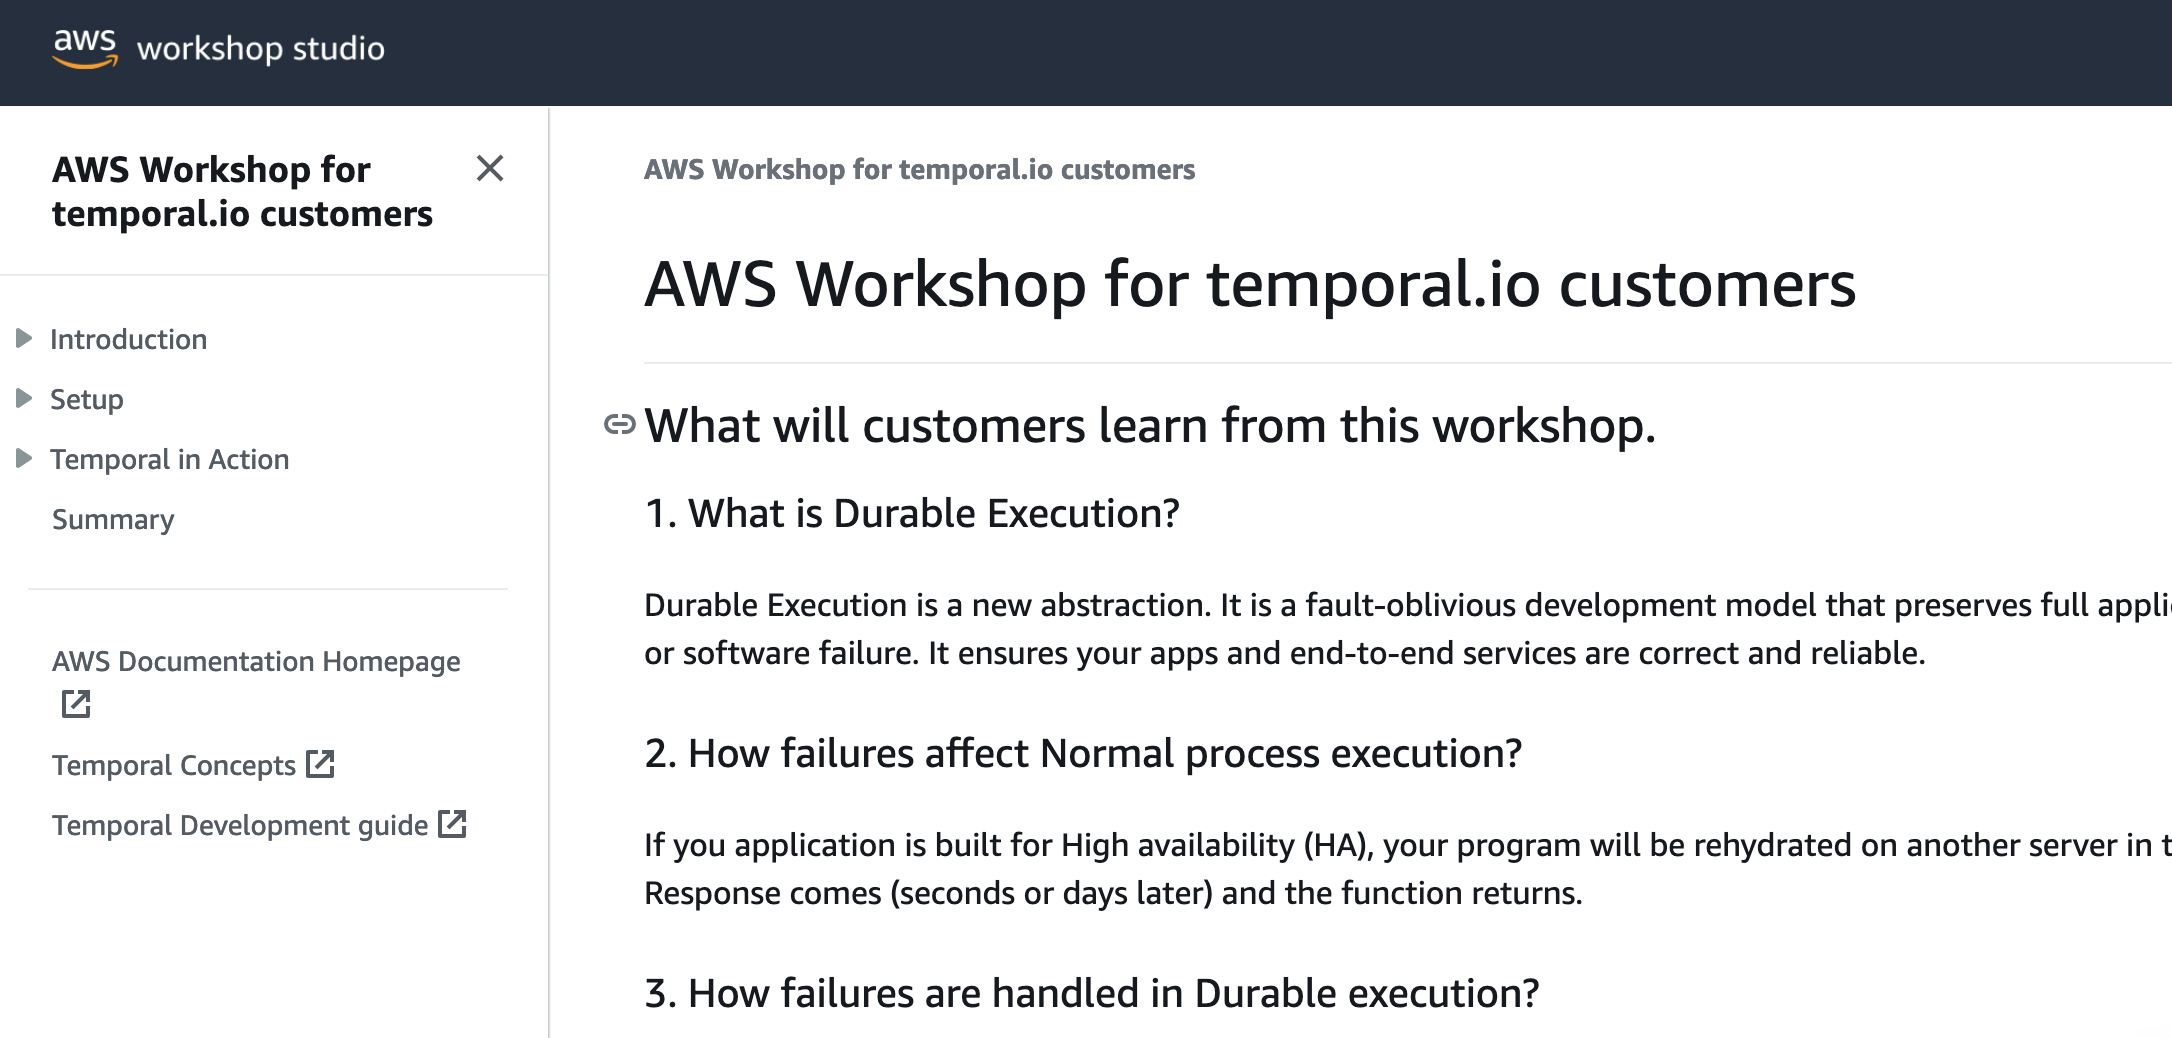 aws workshop studio
AWS Workshop for
temporal.io customers
Introduction
Setup
Temporal in Action
Summary
AWS Documentation Homepage
Temporal Concepts
Temporal Development guide
AWS Workshop for temporal.io customers
AWS Workshop for temporal.io customers
What will customers learn from this workshop.
1. What is Durable Execution?
Durable Execution is a new abstraction. It is a fault-oblivious development model that preserves full
or software failure. It ensures your apps and end-to-end services are correct and reliable.
2. How failures affect Normal process execution?
If you application is built for High availability (HA), your program will be rehydrated on another server in
Response comes (seconds or days later) and the function returns.
3. How failures are handled in Durable execution?